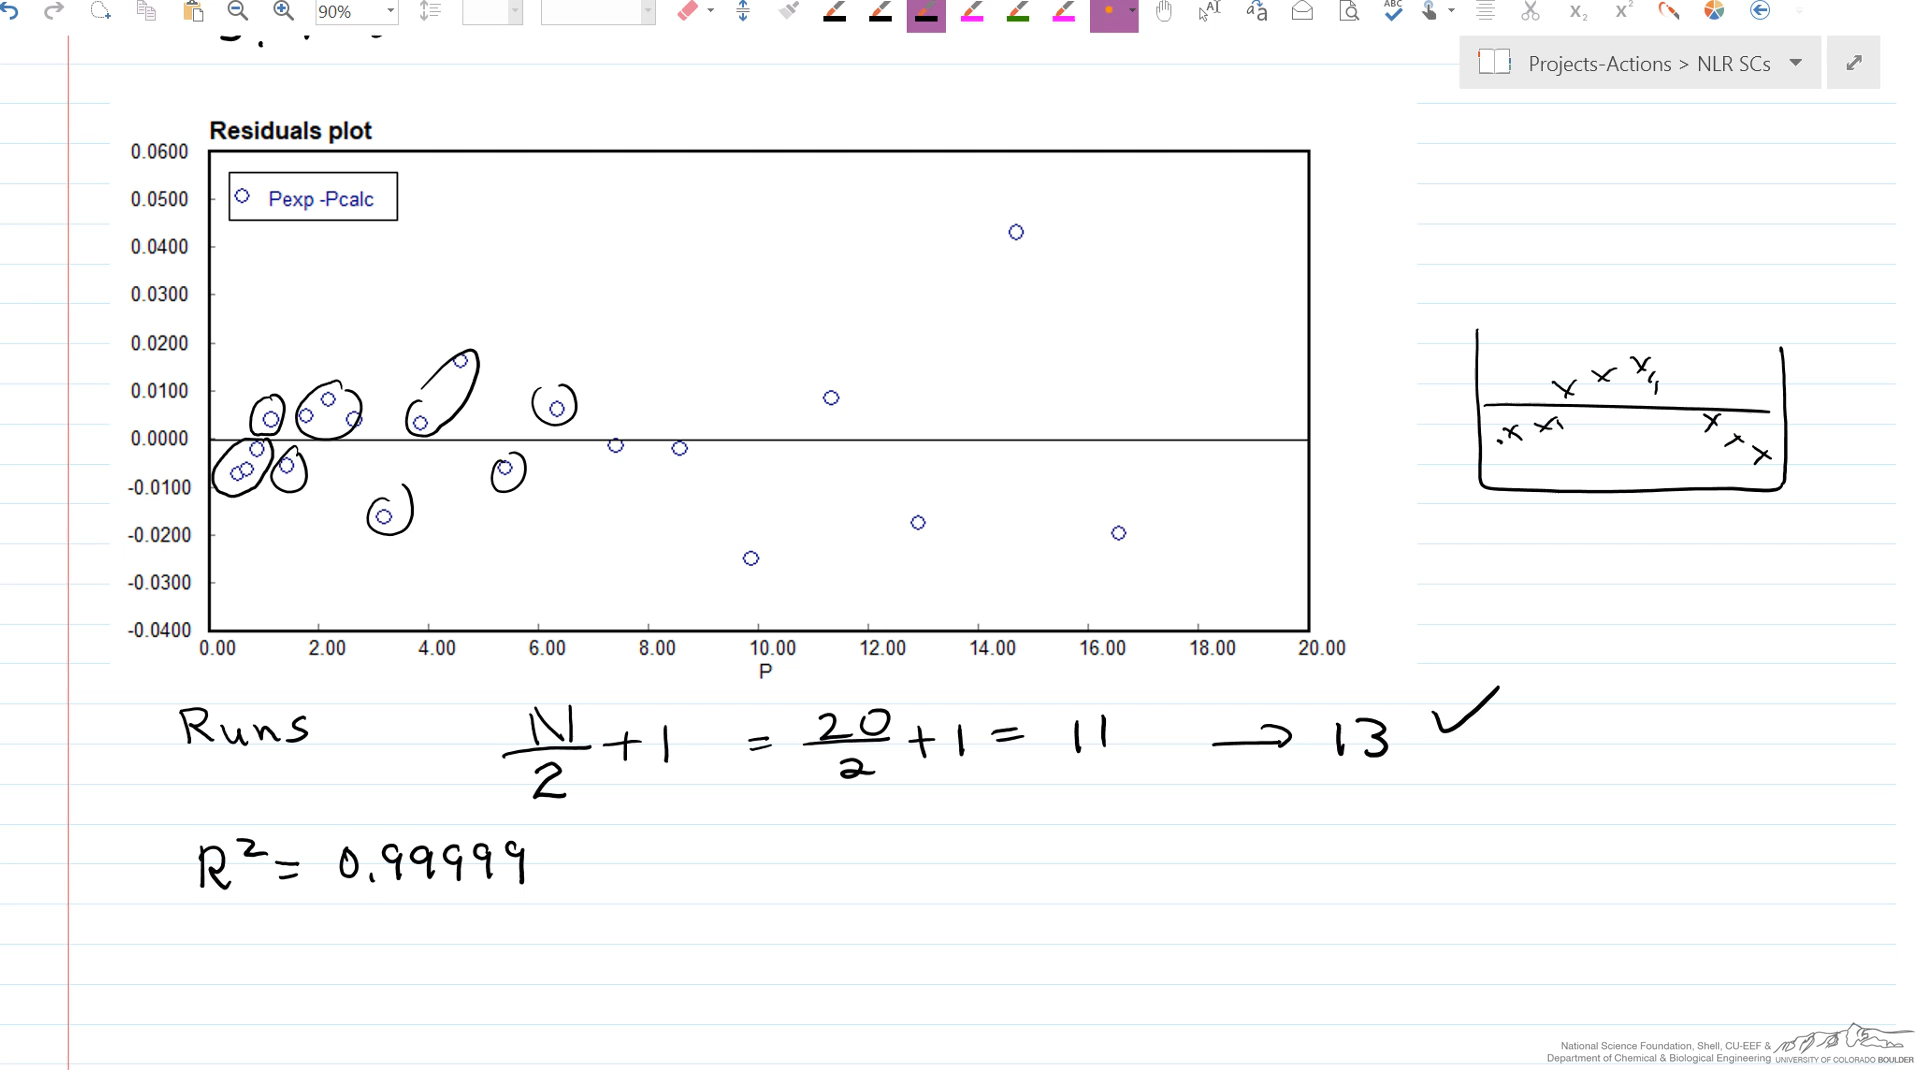 90%
ABC
Projects-Actions > NLR SCs
Residuals plot
0.0600
0.0500
0.0400
0.0300
0.0200
0.0100
0.0000
-0.0100
-0.0200
-0.0300
-0.0400
Pexp -Pcalc
0.00 2.00 4.00 6.00 8.00 10.00 12.00 14.00 16.00 18.00 20.00
P
Runs N/2 + 1 = 20/2 + 1 = 11 → 13 ✓
R² = 0.99999
National Science Foundation, Shell, CU-EEF &
Department of Chemical & Biological Engineering UNIVERSITY OF COLORADO BOULDER